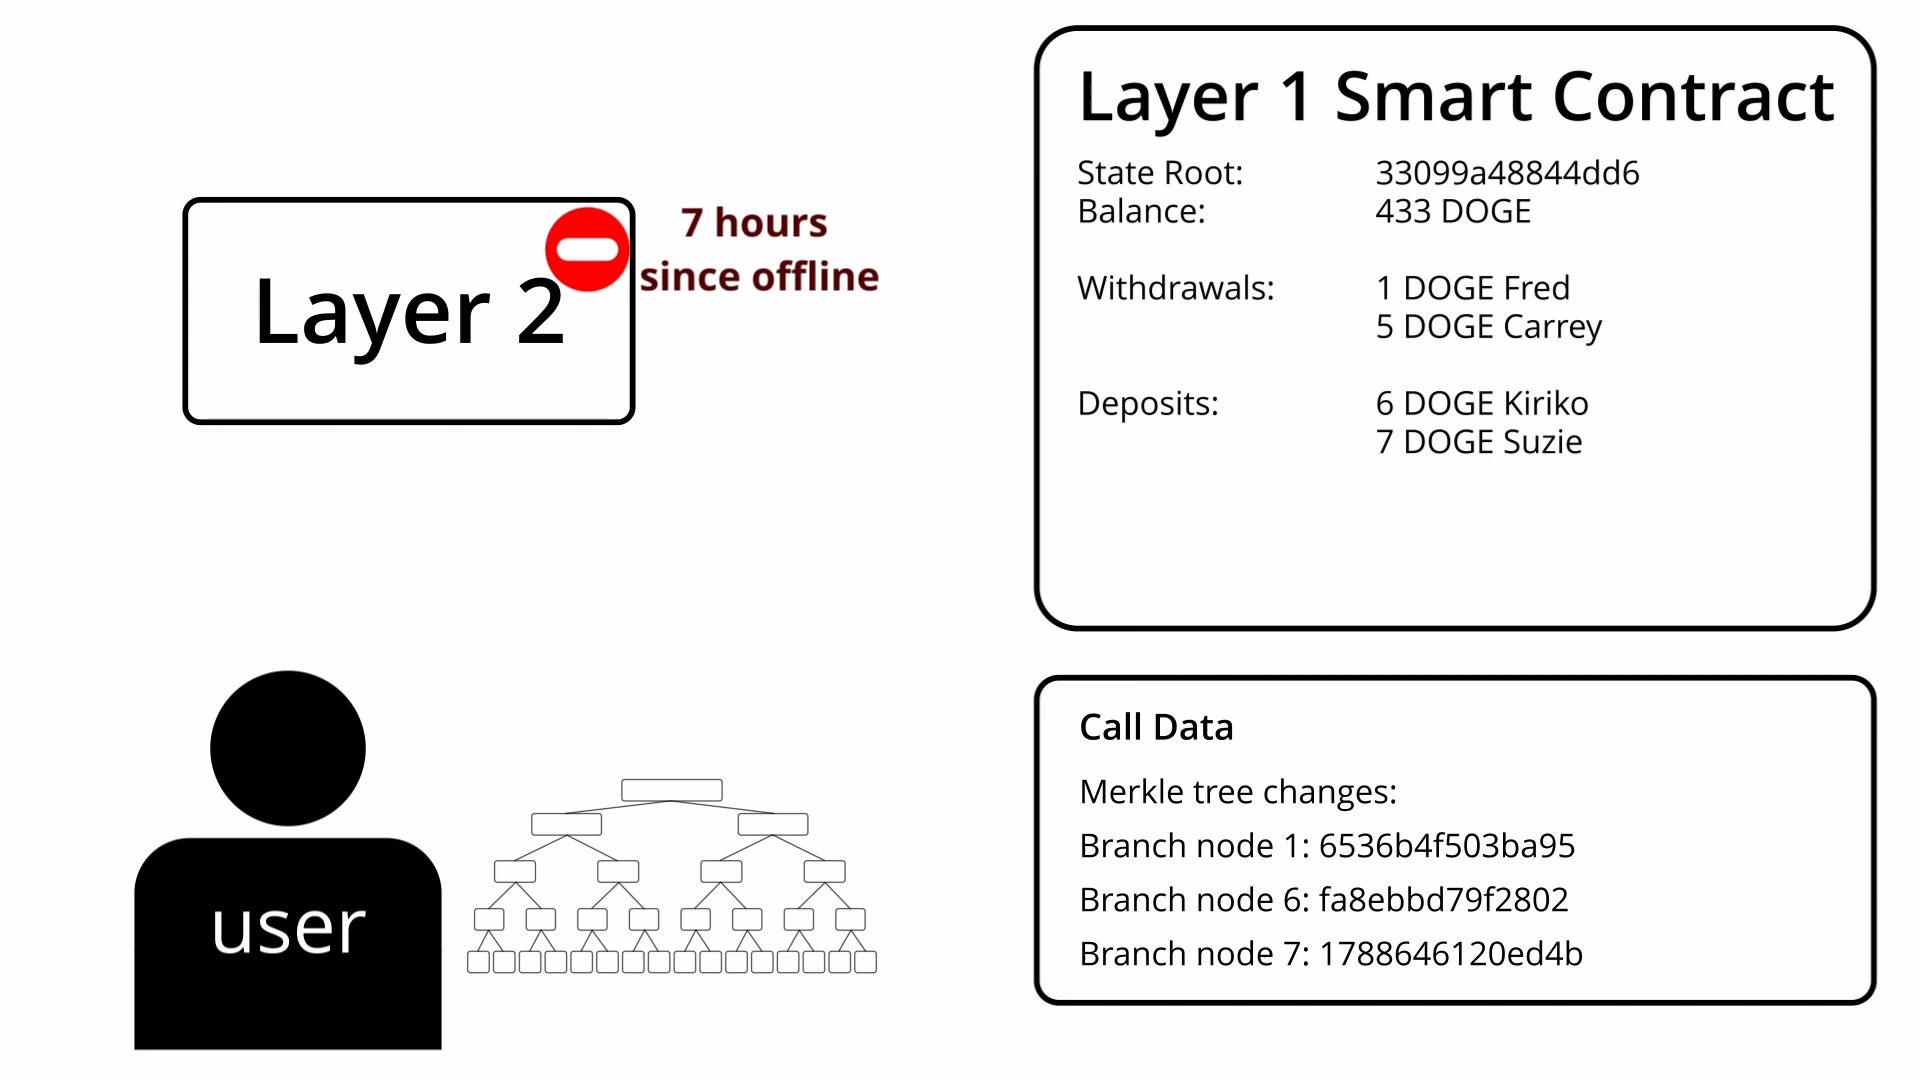 Layer 2
7 hours
since offline
user
Layer 1 Smart Contract
State Root: 33099a48844dd6
Balance: 433 DOGE
Withdrawals: 1 DOGE Fred
5 DOGE Carrey
Deposits: 6 DOGE Kiriko
7 DOGE Suzie
Call Data
Merkle tree changes:
Branch node 1: 6536b4f503ba95
Branch node 6: fa8ebbd79f2802
Branch node 7: 1788646120ed4b